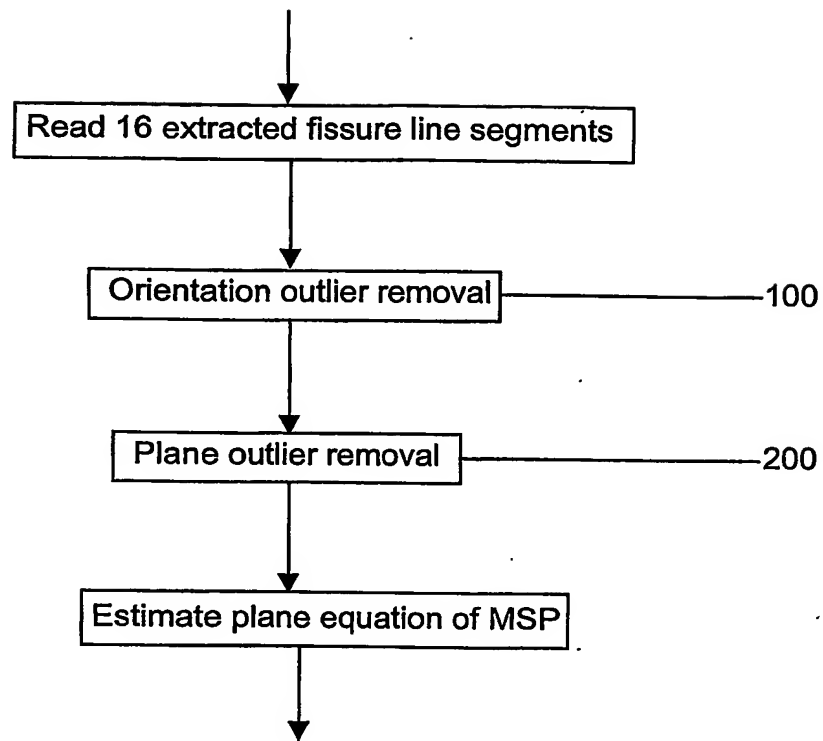 Read 16 extracted fissure line segments
Orientation outlier removal 100
Plane outlier removal 200
Estimate plane equation of MSP